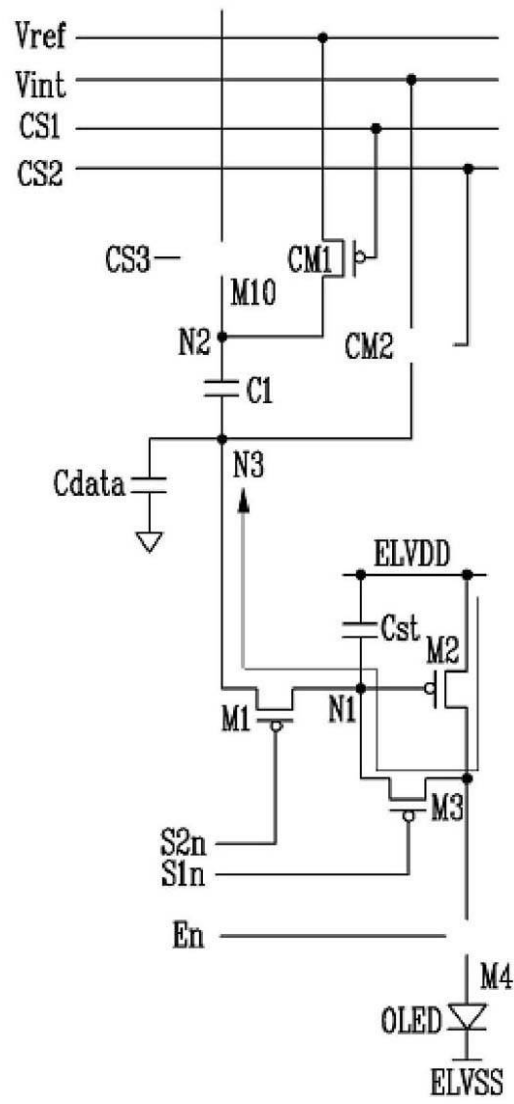 Vref
Vint
CS1
CS2
CS3
CM1
M10
N2
CM2
C1
N3
Cdata
ELVDD
Cst
M2
M1
N1
M3
S2n
S1n
En
M4
OLED
ELVSS